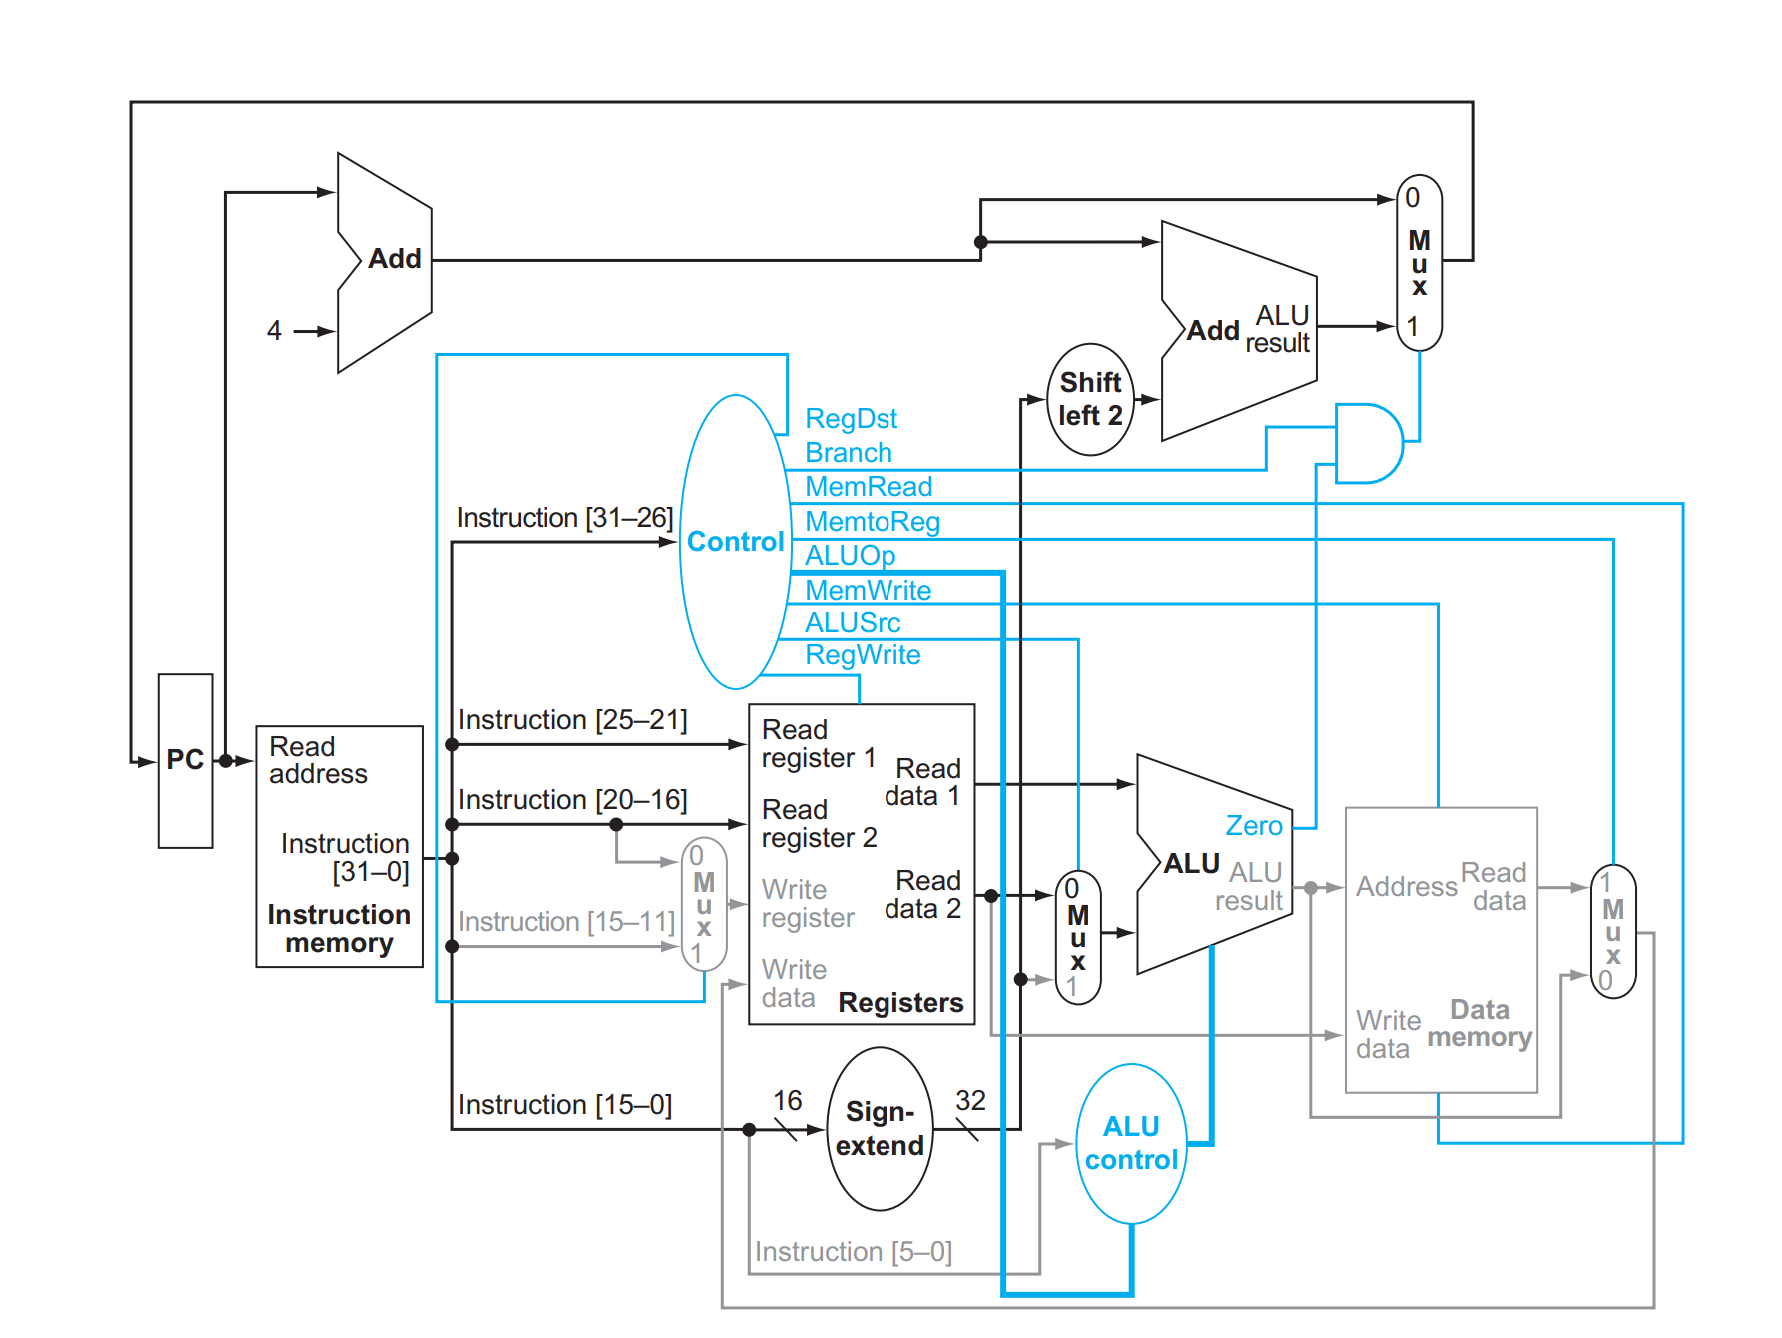 0
M
u
x
1
Add
4
Add
ALU
result
Shift
left 2
RegDst
Branch
MemRead
MemtoReg
ALUOp
MemWrite
ALUSrc
RegWrite
Instruction [31–26]
Control
PC
Read
address
Instruction
[31–0]
Instruction
memory
Instruction [25–21]
Instruction [20–16]
Instruction [15–11]
0
M
u
x
1
Read
register 1
Read
register 2
Write
register
Write
data
Read
data 1
Read
data 2
Registers
0
M
u
x
1
Zero
ALU
ALU
result
Address
Read
data
Write
data
Data
memory
1
M
u
x
0
Instruction [15–0]
16
Sign-
extend
32
ALU
control
Instruction [5–0]